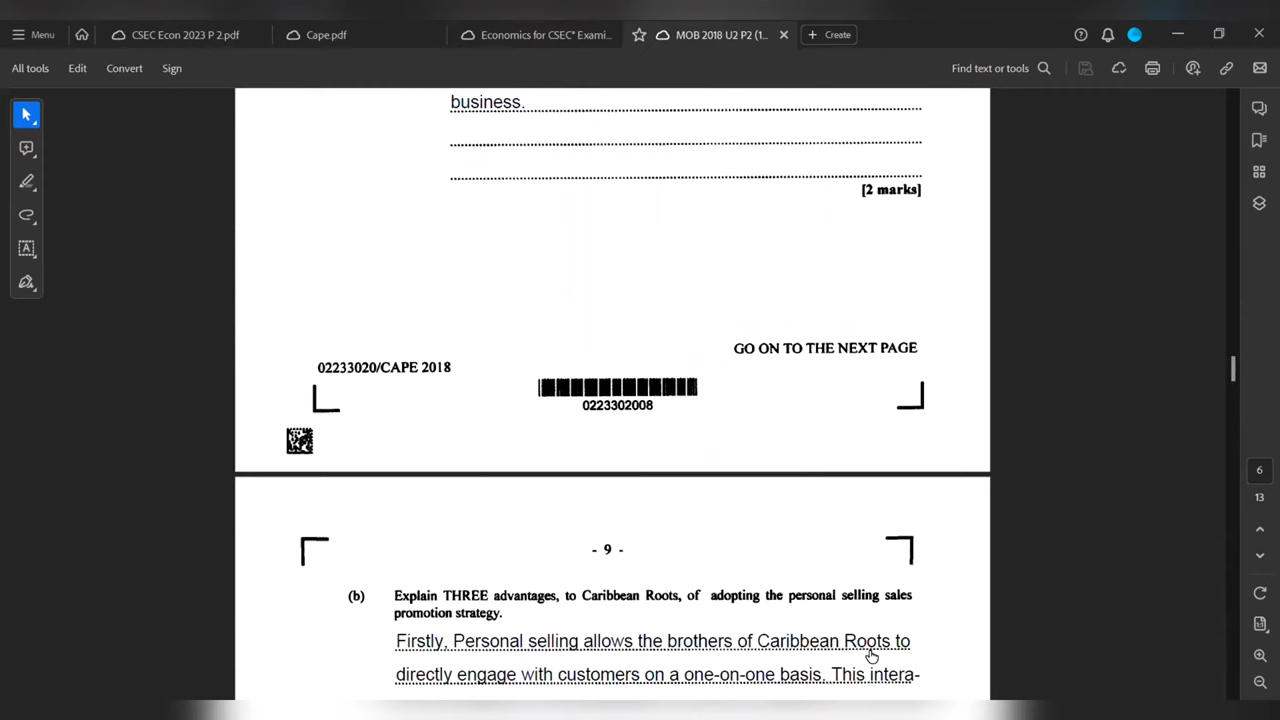 Menu
CSEC Econ 2023 P 2.pdf
Cape.pdf
Economics for CSEC® Exami...
MOB 2018 U2 P2 (1...
Create
All tools
Edit
Convert
Sign
Find text or tools
business.
[2 marks]
GO ON TO THE NEXT PAGE
02233020/CAPE 2018
0223302008
6
13
- 9 -
(b) Explain THREE advantages, to Caribbean Roots, of adopting the personal selling sales
promotion strategy.
Firstly, Personal selling allows the brothers of Caribbean Roots to
directly engage with customers on a one-on-one basis. This intera-